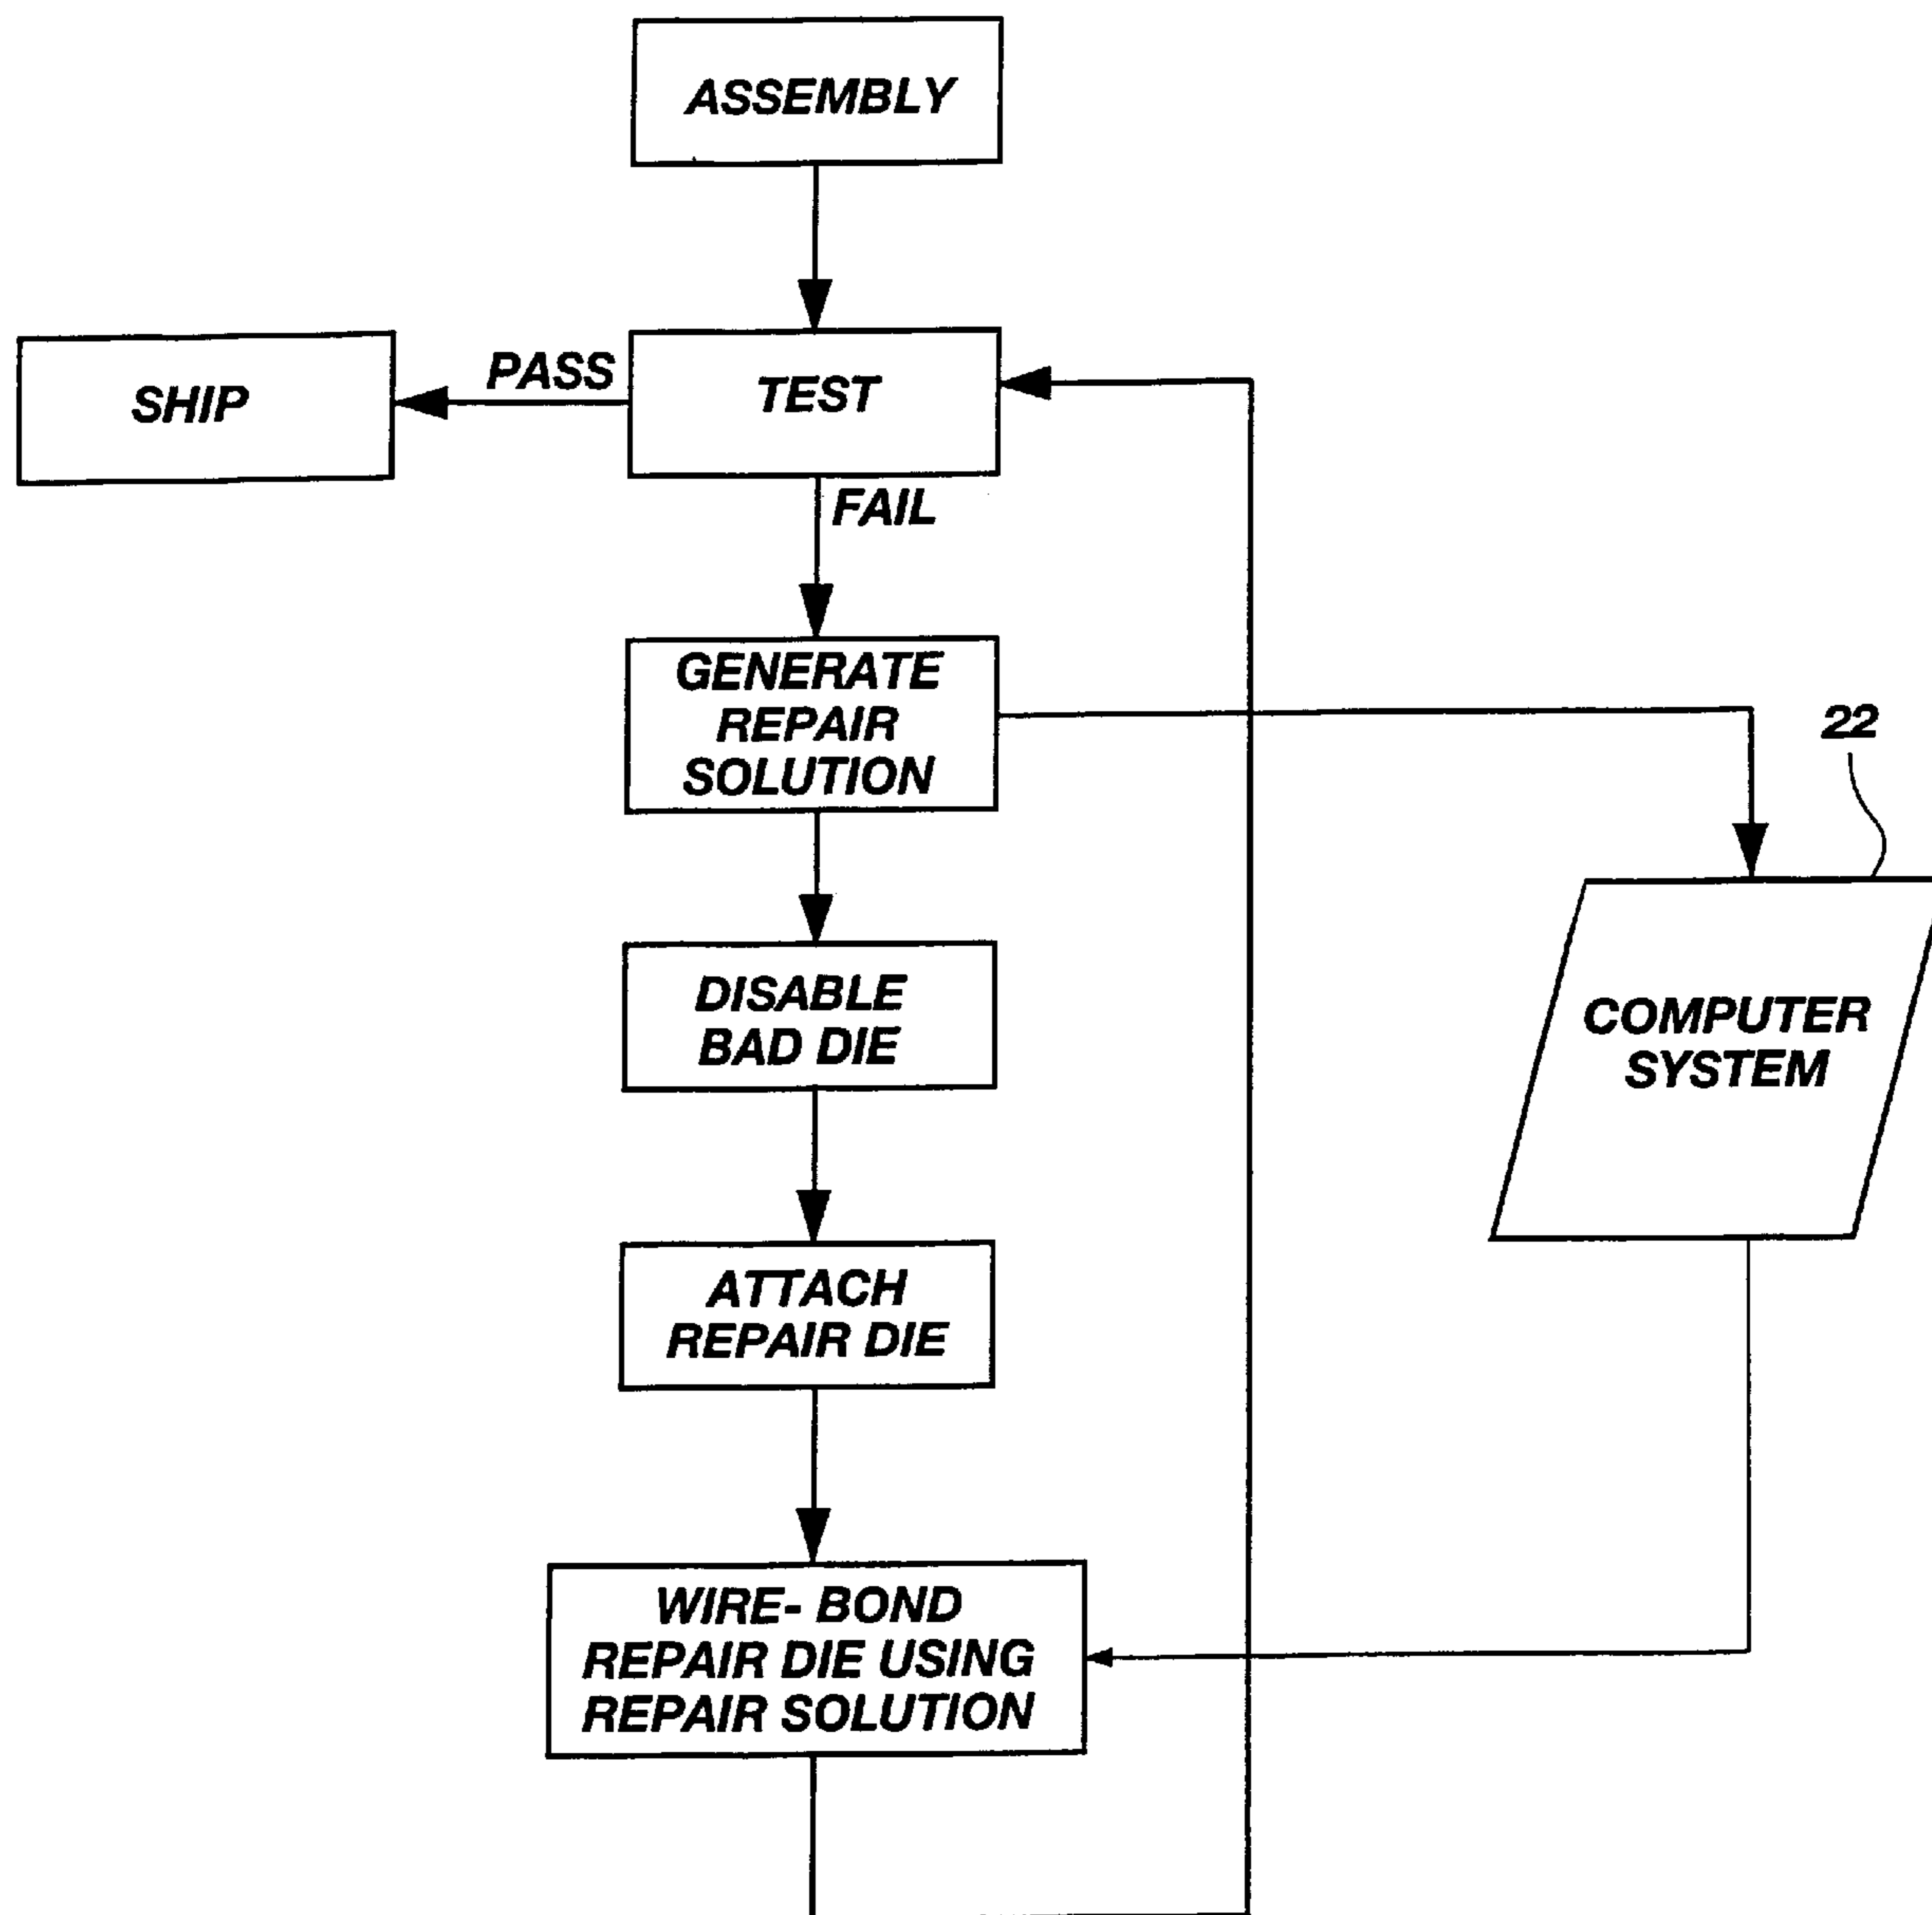 ASSEMBLY
PASS
SHIP
TEST
FAIL
GENERATE
REPAIR
SOLUTION
22
DISABLE
BAD DIE
COMPUTER
SYSTEM
ATTACH
REPAIR DIE
WIRE- BOND
REPAIR DIE USING
REPAIR SOLUTION